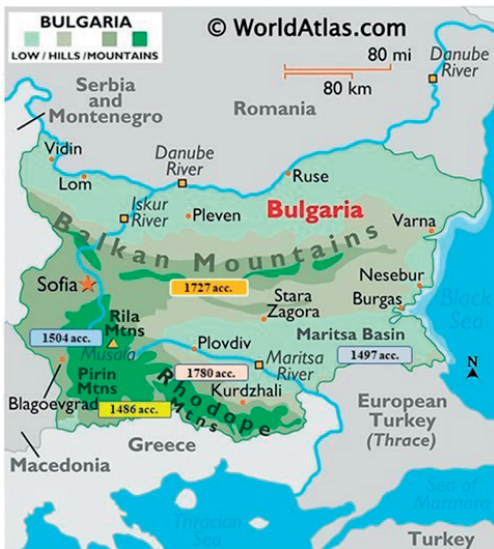 BULGARIA
LOW / HILLS / MOUNTAINS
© WorldAtlas.com
80 mi
80 km
Danube
River
Serbia
and
Montenegro
Romania
Vidin
Lom
Danube
River
Iskur
River
Pleven
Ruse
Bulgaria
Varna
Balkan Mountains
Sofia
1727 acc.
Nesebur
Burgas
Black
Sea
Stara
Zagora
Rila
Mtns
1504 acc.
Musala
Plovdiv
Maritsa Basin
1497 acc.
Maritsa
River
1780 acc.
Pirin
Mtns
Blagoevgrad
1486 acc.
Rhodope
Mtns
Kurdzhali
N
European
Turkey
(Thrace)
Greece
Macedonia
Thracian
Sea
Sea of
Marmara
Turkey